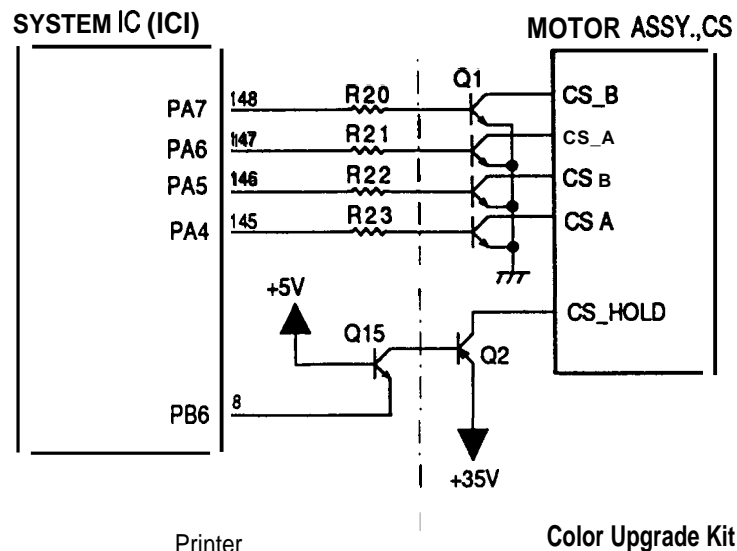 SYSTEM IC (ICI)
MOTOR ASSY.,CS
PA7 148 R20 Q1 CS_B
PA6 147 R21 CS_A
PA5 146 R22 CS B
PA4 145 R23 CS A
+5V
CS_HOLD
Q15
Q2
PB6 8
+35V
Printer
Color Upgrade Kit